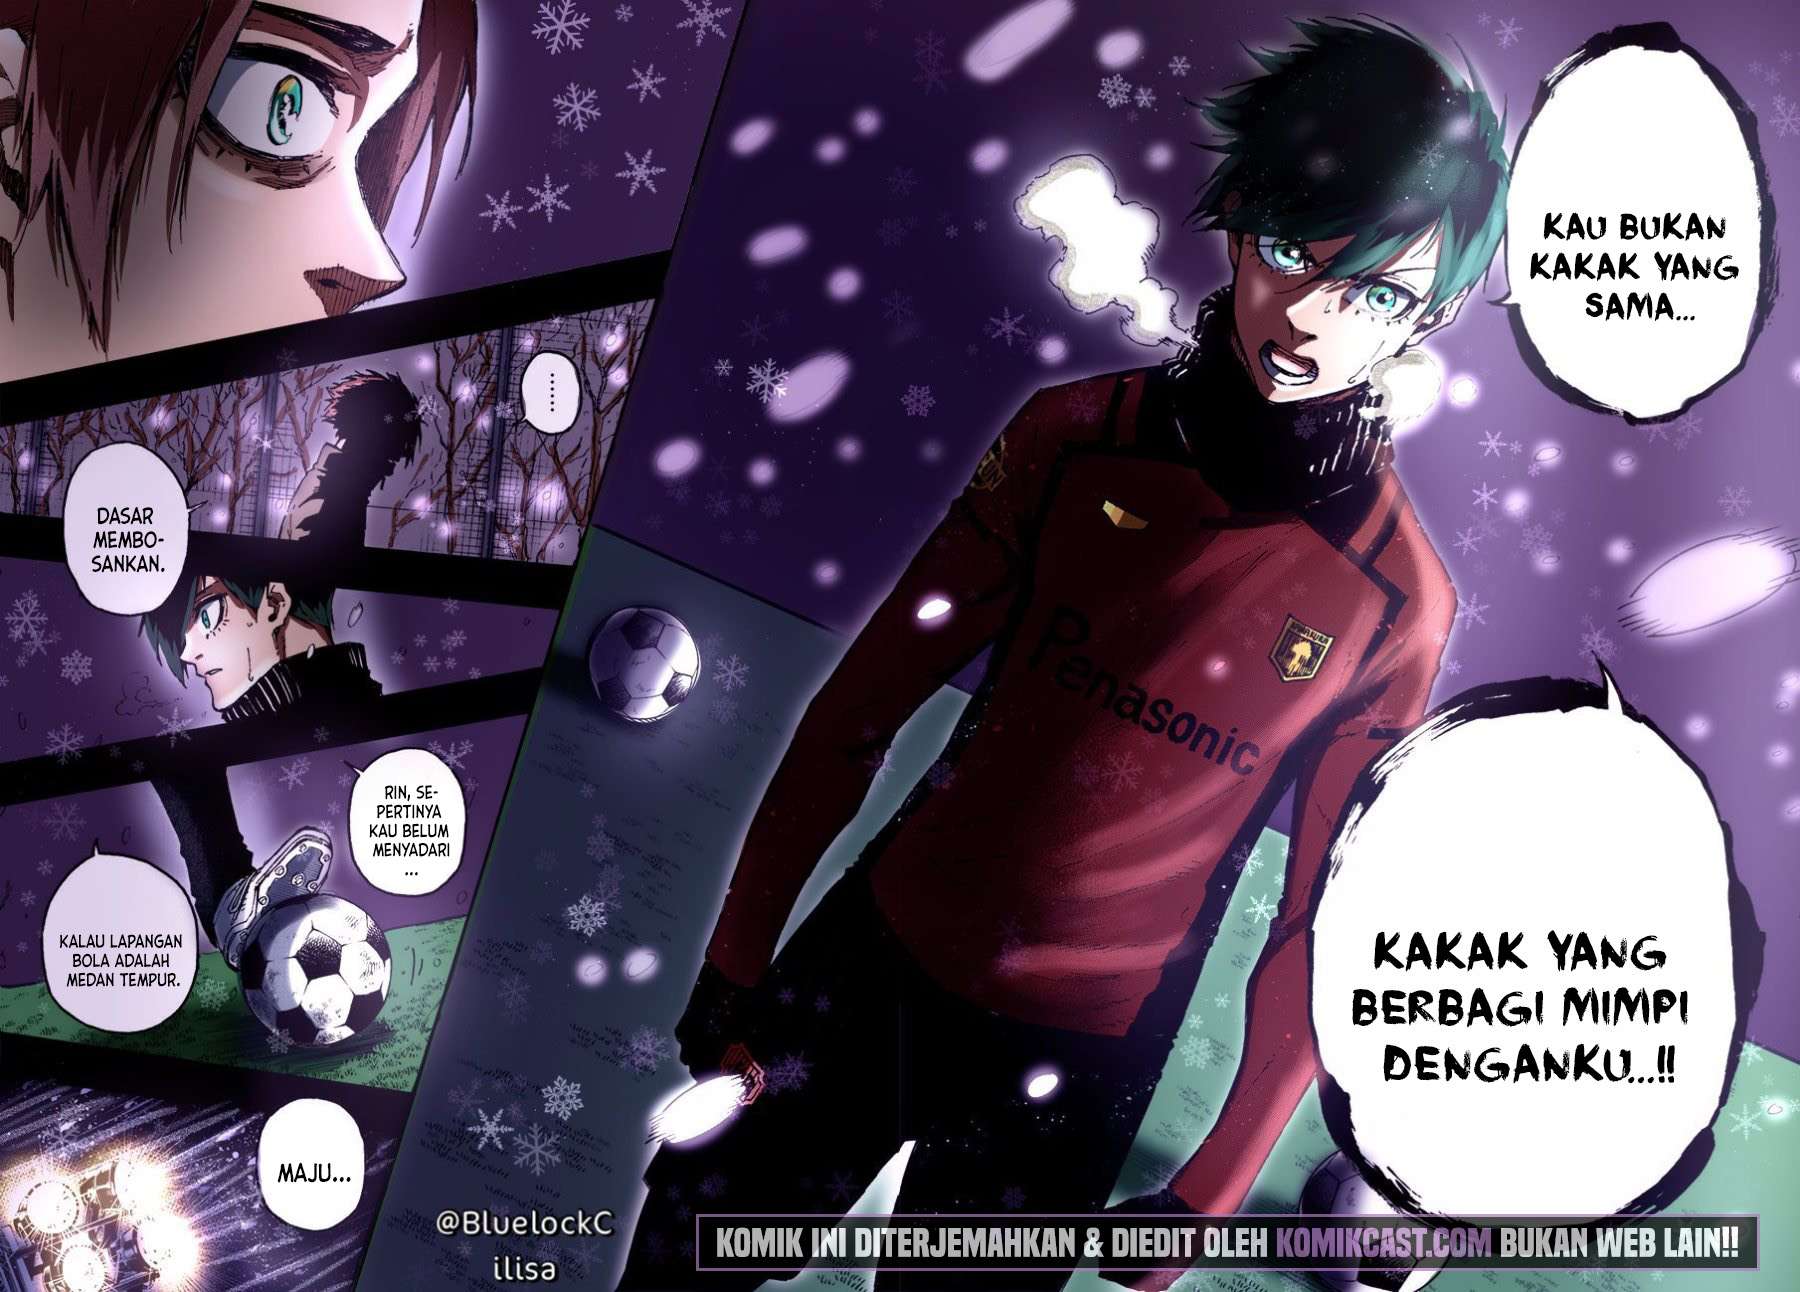 KAU BUKAN
KAKAK YANG
SAMA...
KAKAK YANG
BERBAGI MIMPI
DENGANKU...!!
Penasonic
.......
DASAR
MEMBO-
SANKAN.
RIN, SE-
PERTINYA
KAU BELUM
MENYADARI
...
KALAU LAPANGAN
BOLA ADALAH
MEDAN TEMPUR.
MAJU...
@BluelockC
ilisa
KOMIK INI DITERJEMAHKAN & DIEDIT OLEH KOMIKCAST.COM BUKAN WEB LAIN!!